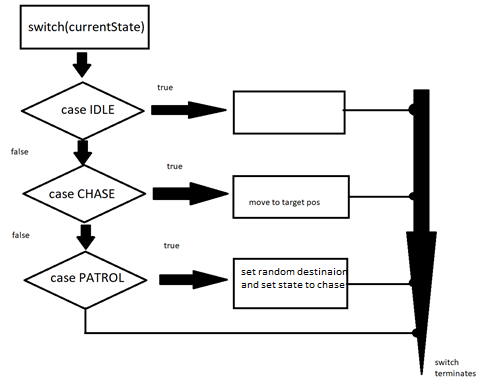 switch(currentState)
true
case IDLE
false
true
case CHASE
move to target pos
false
true
case PATROL
set random destinaion
and set state to chase
switch
terminates